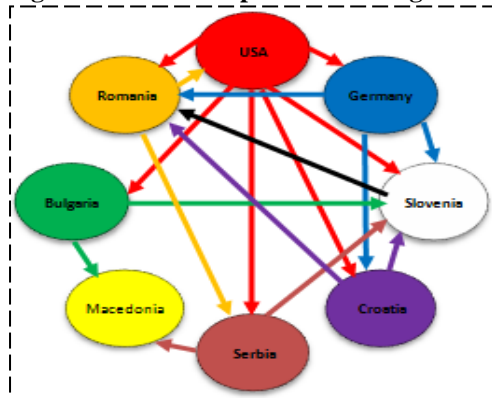 USA
Romania
Germany
Bulgaria
Slovenia
Macedonia
Croatia
Serbia